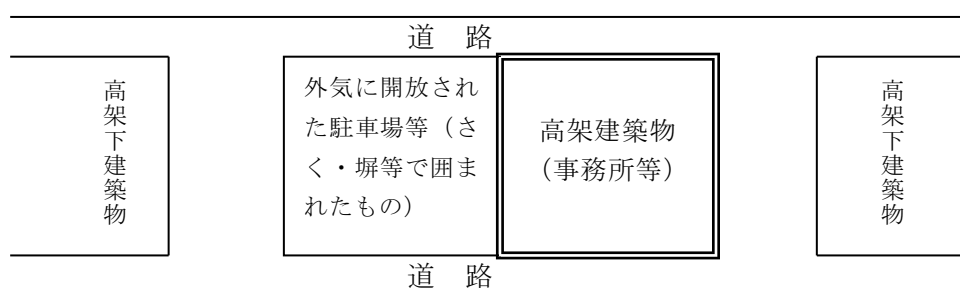 道 路
高架下建築物
外気に開放され
た駐車場等（さ
く・塀等で囲ま
れたもの）
高架建築物
（事務所等）
高架下建築物
道 路